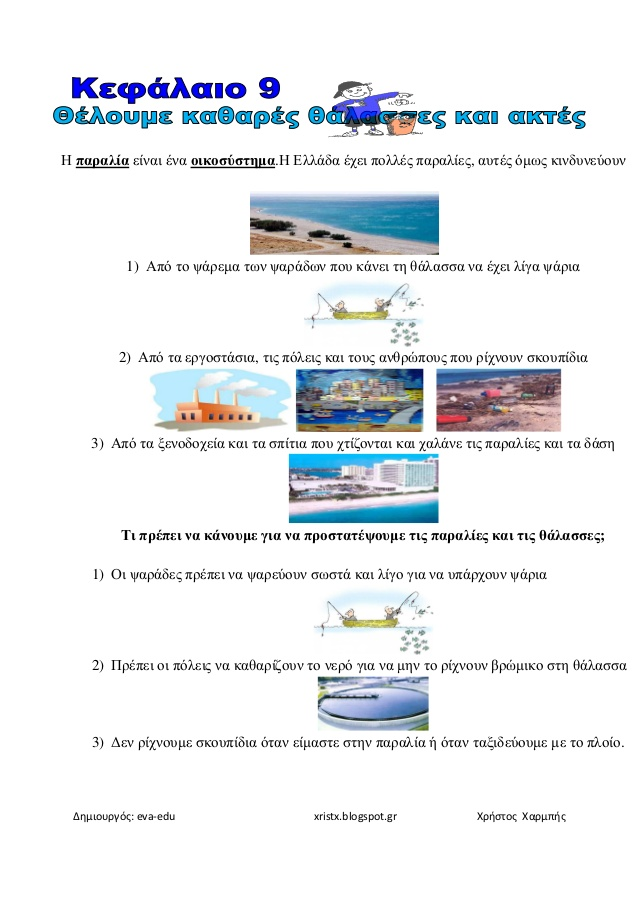 Κεφάλαιο 9
Θέλουμε καθαρές θάλασσες και ακτές
Η παραλία είναι ένα οικοσύστημα.Η Ελλάδα έχει πολλές παραλίες, αυτές όμως κινδυνεύουν
1) Από το ψάρεμα των ψαράδων που κάνει τη θάλασσα να έχει λίγα ψάρια
2) Από τα εργοστάσια, τις πόλεις και τους ανθρώπους που ρίχνουν σκουπίδια
3) Από τα ξενοδοχεία και τα σπίτια που χτίζονται και χαλάνε τις παραλίες και τα δάση
Τι πρέπει να κάνουμε για να προστατέψουμε τις παραλίες και τις θάλασσες;
1) Οι ψαράδες πρέπει να ψαρεύουν σωστά και λίγο για να υπάρχουν ψάρια
2) Πρέπει οι πόλεις να καθαρίζουν το νερό για να μην το ρίχνουν βρώμικο στη θάλασσα
3) Δεν ρίχνουμε σκουπίδια όταν είμαστε στην παραλία ή όταν ταξιδεύουμε με το πλοίο.
Δημιουργός: eva-edu xristx.blogspot.gr Χρήστος Χαρμπής